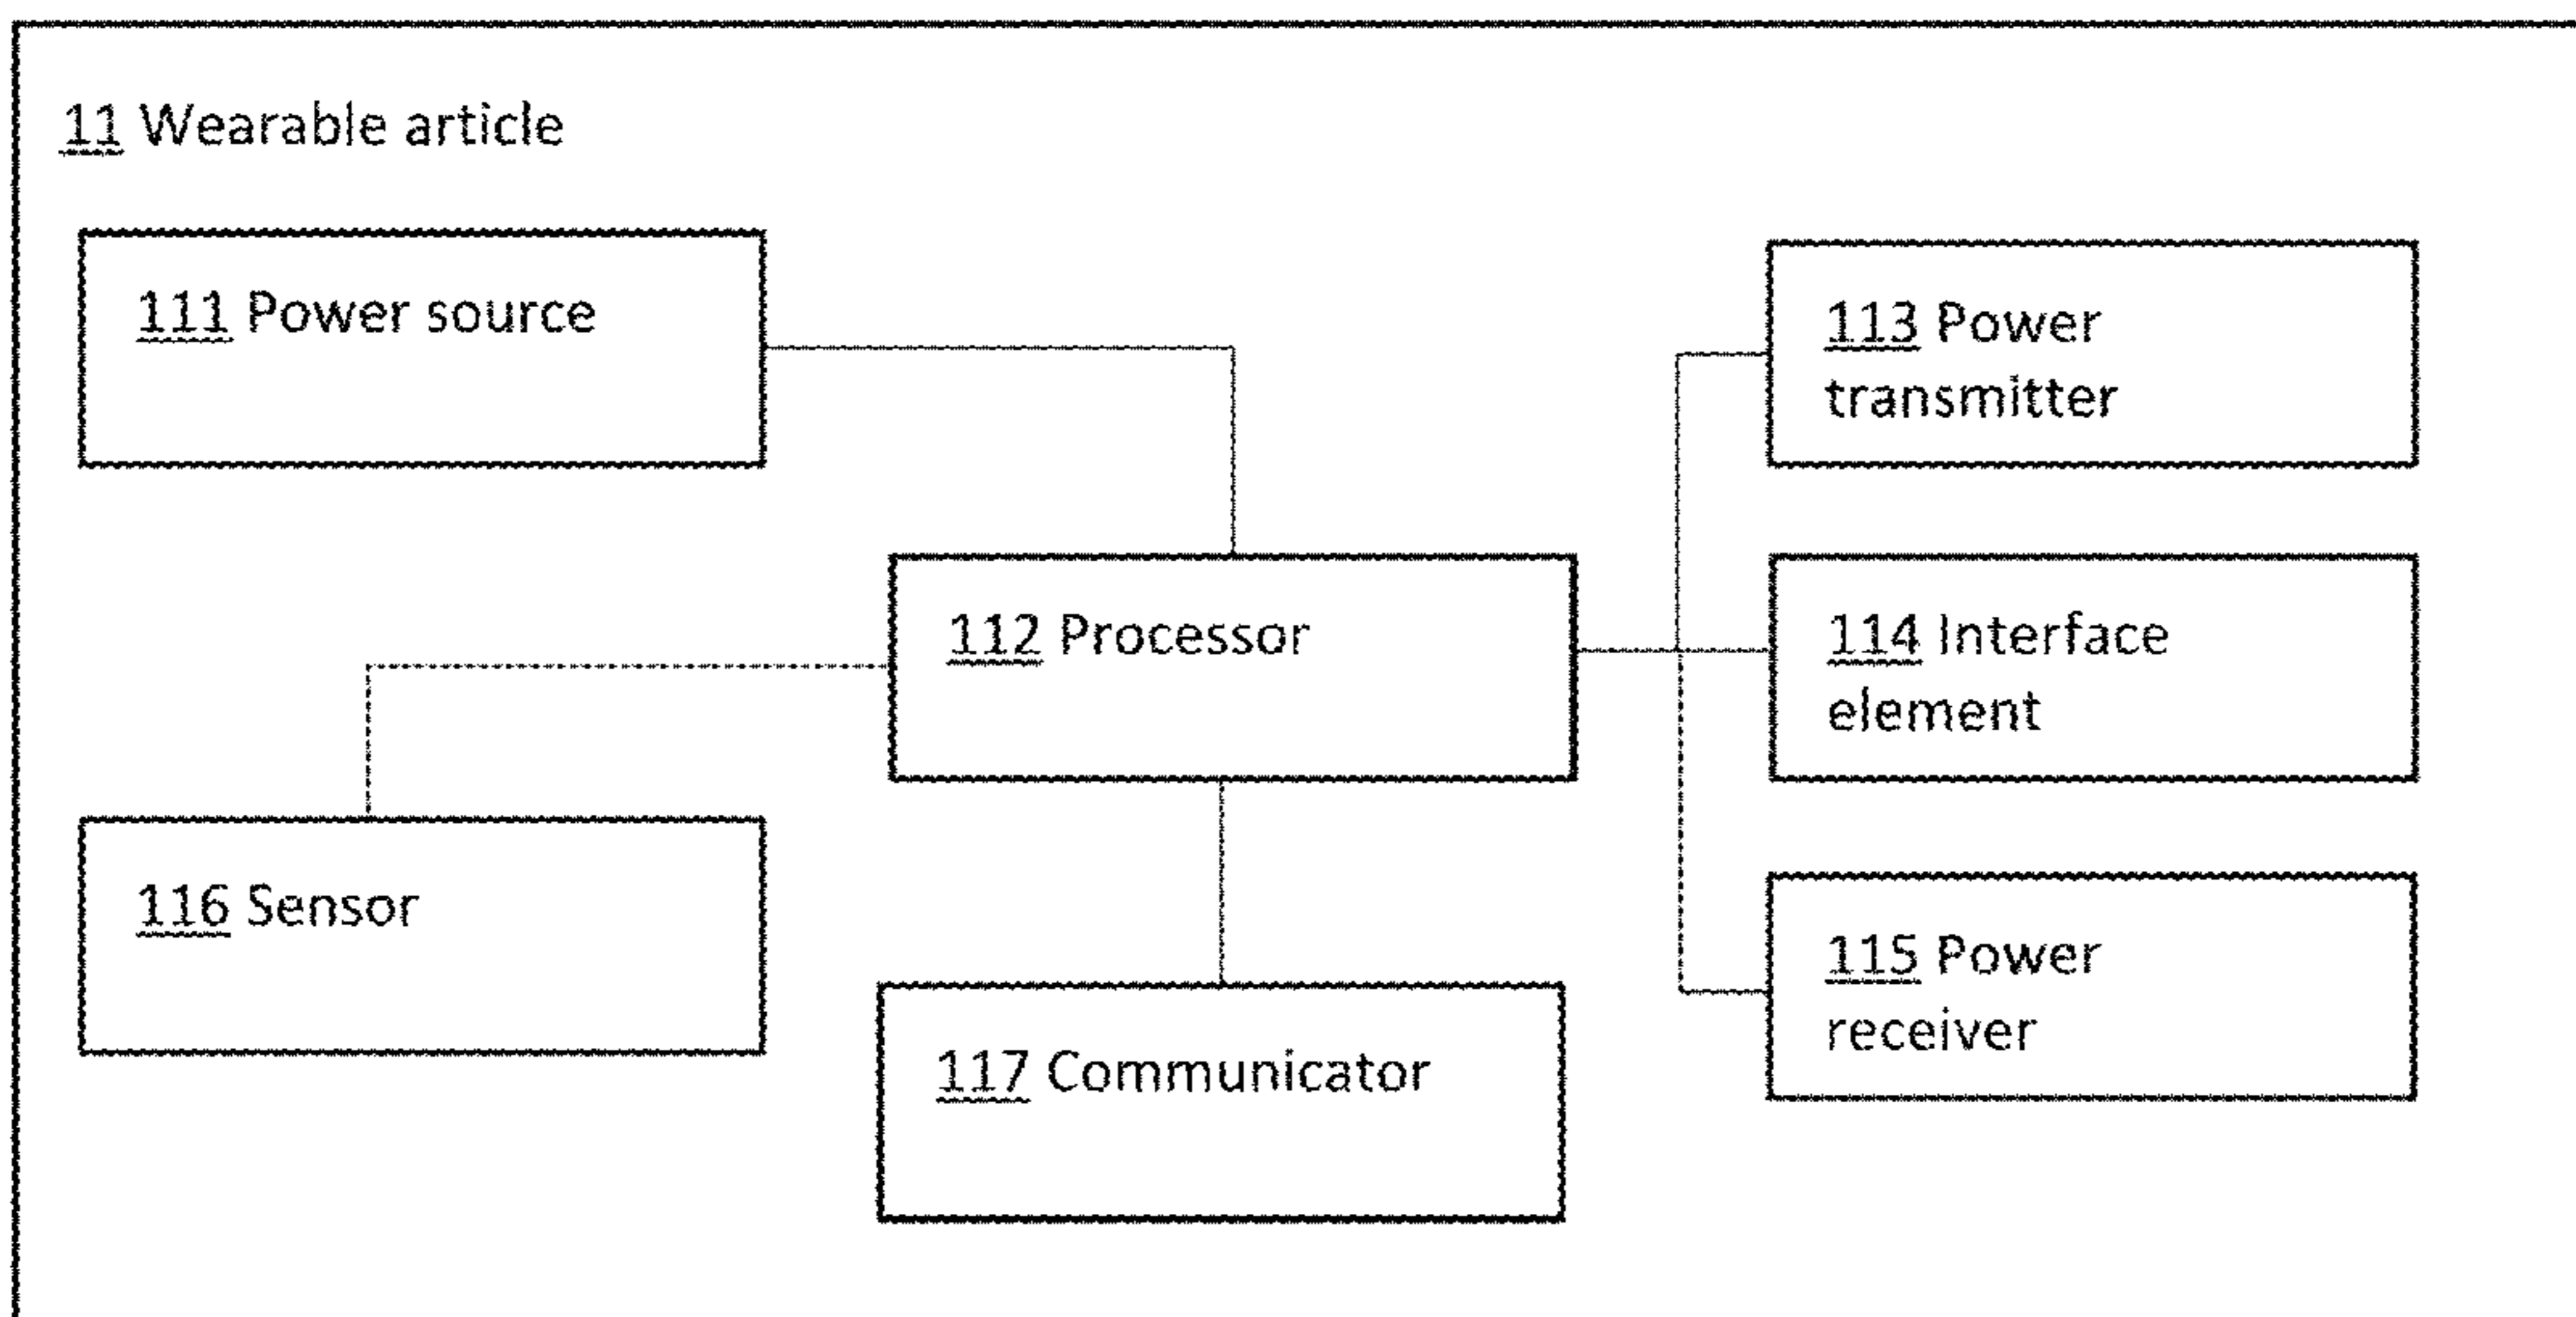 11 Wearable article
111 Power source
113 Power
transmitter
112 Processor
114 Interface
element
116 Sensor
115 Power
receiver
117 Communicator